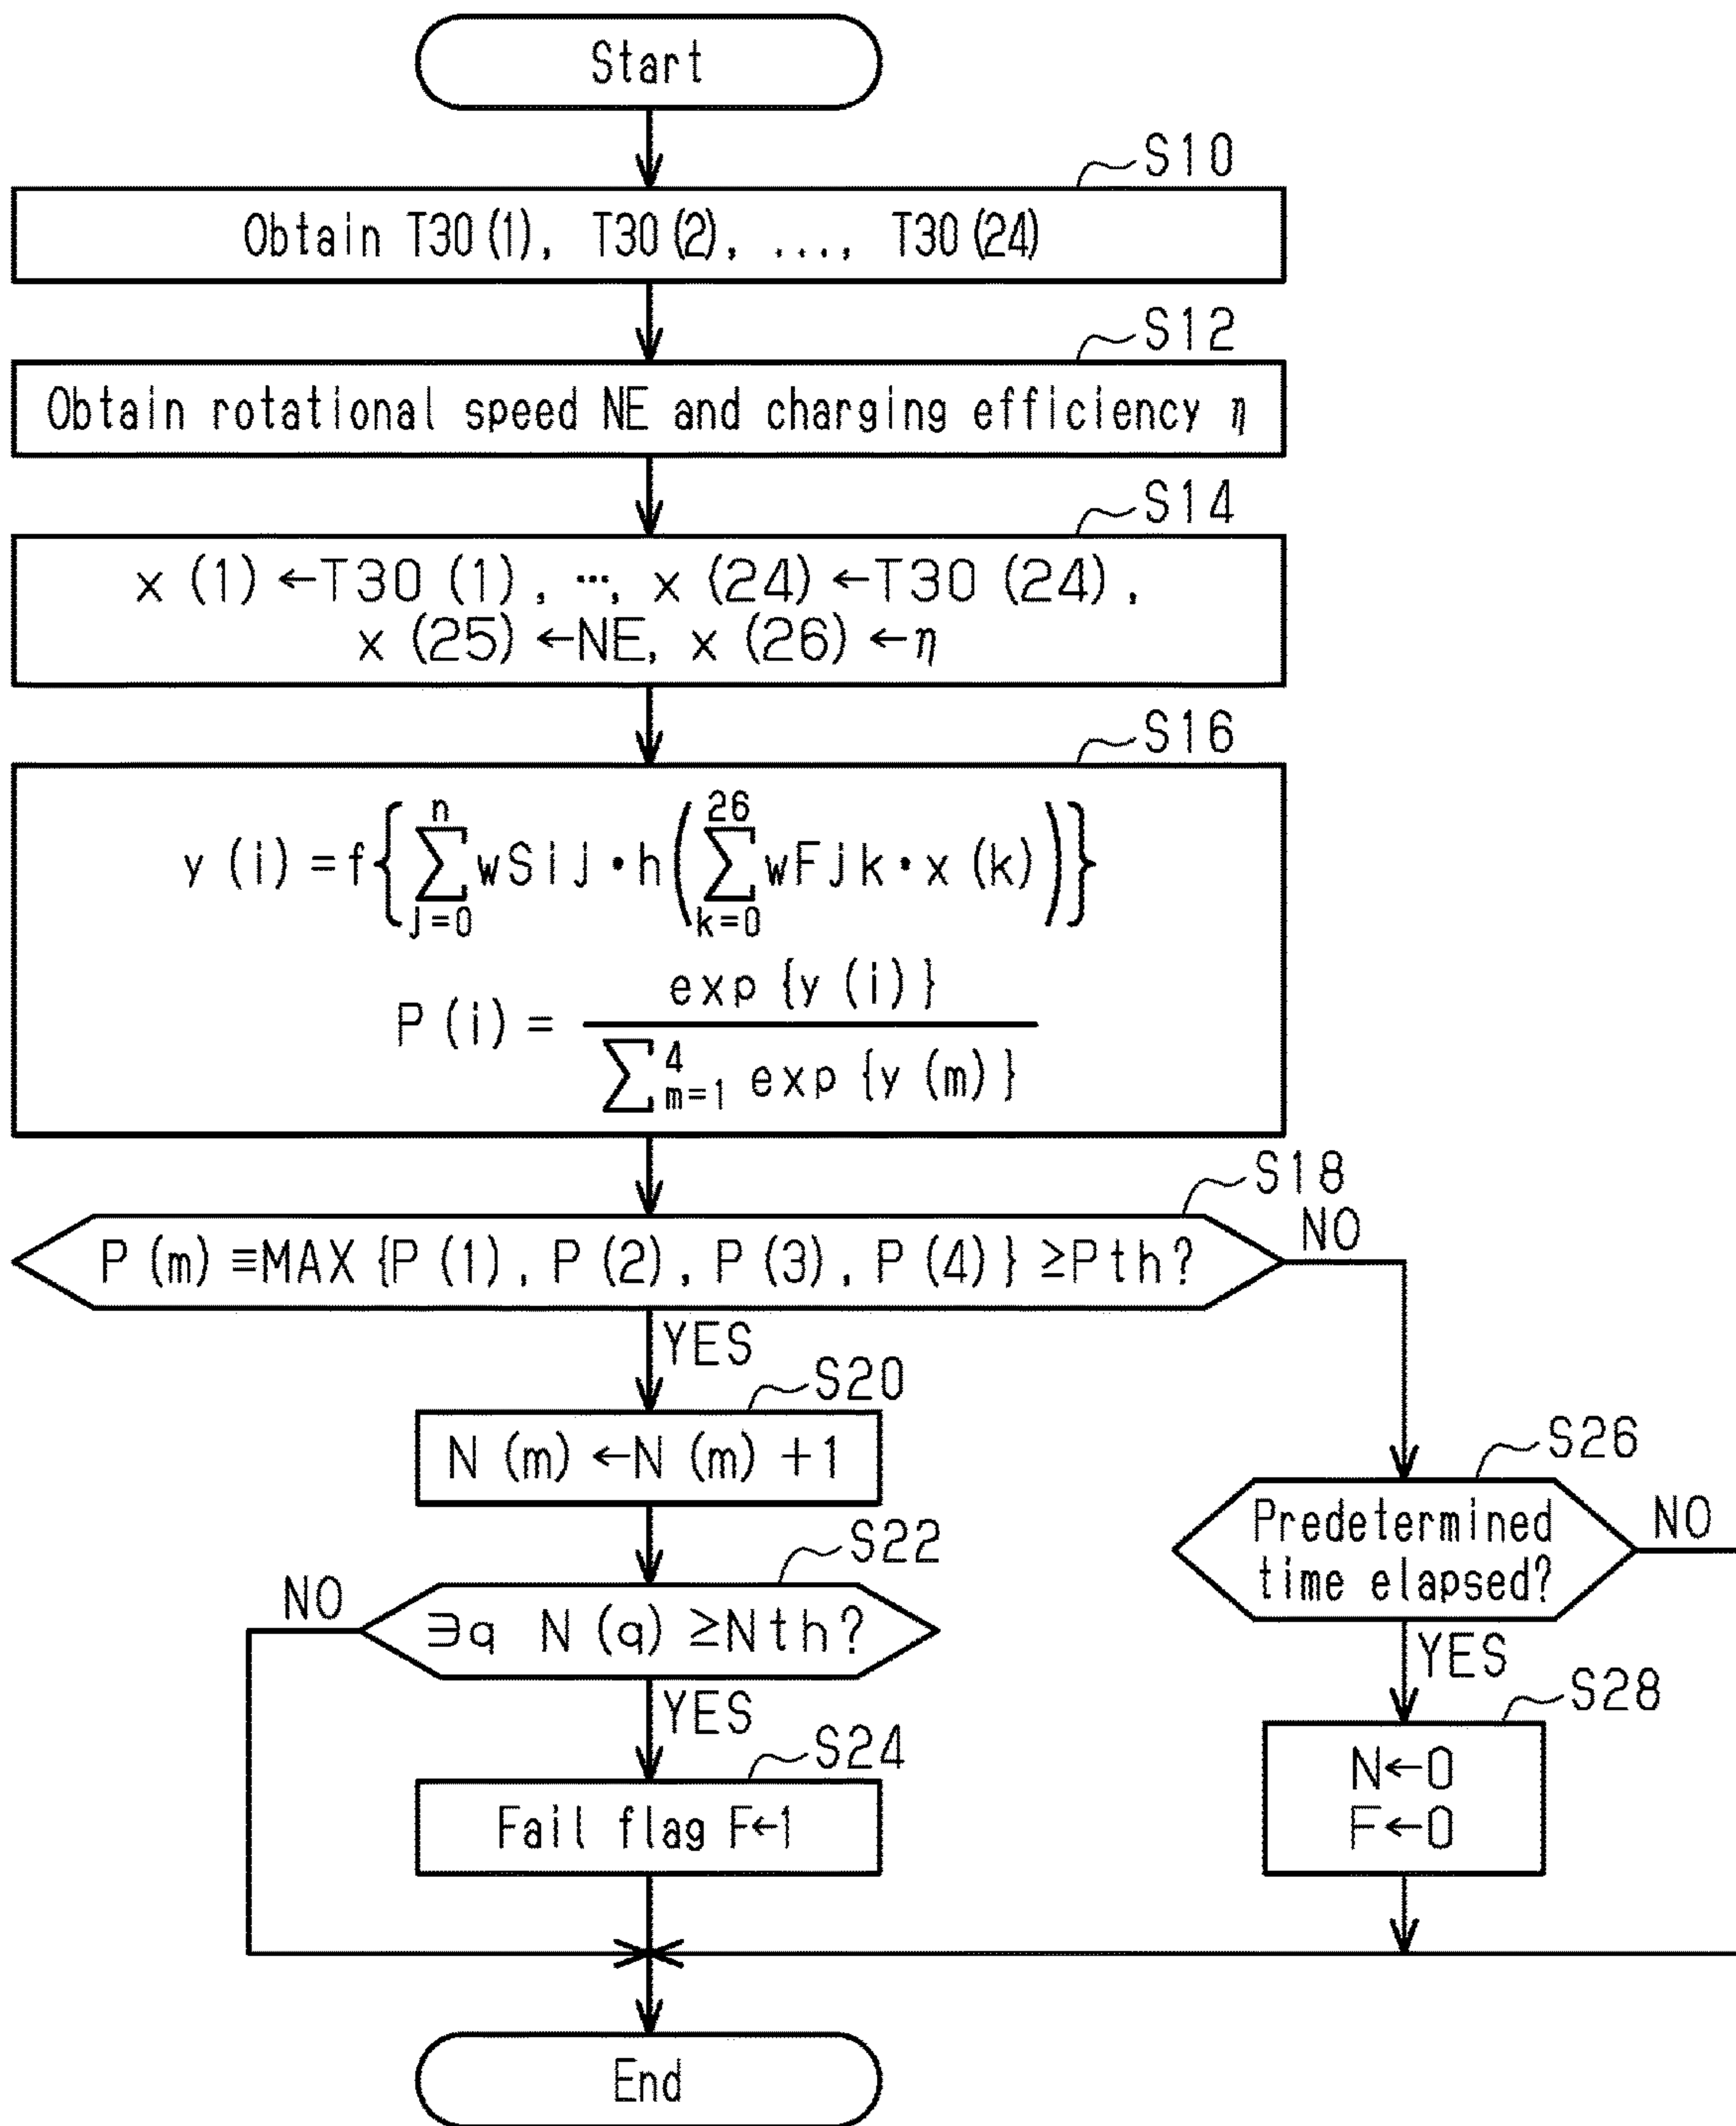 Start
S10
Obtain T30(1), T30(2), ..., T30(24)
S12
Obtain rotational speed NE and charging efficiency η
S14
x(1)←T30(1), …, x(24)←T30(24),
x(25)←NE, x(26)←η
S16
y(i)=f{∑_{j=0}^{n} wSij・h(∑_{k=0}^{26} wFjk・x(k))}
P(i)= exp{y(i)} / ∑_{m=1}^{4} exp{y(m)}
S18
P(m)≡MAX{P(1), P(2), P(3), P(4)}≥Pth?
NO
YES
S20
N(m)←N(m)+1
S22
NO
∋q N(q)≥Nth?
YES
S24
Fail flag F←1
S26
Predetermined
time elapsed?
NO
YES
S28
N←0
F←0
End